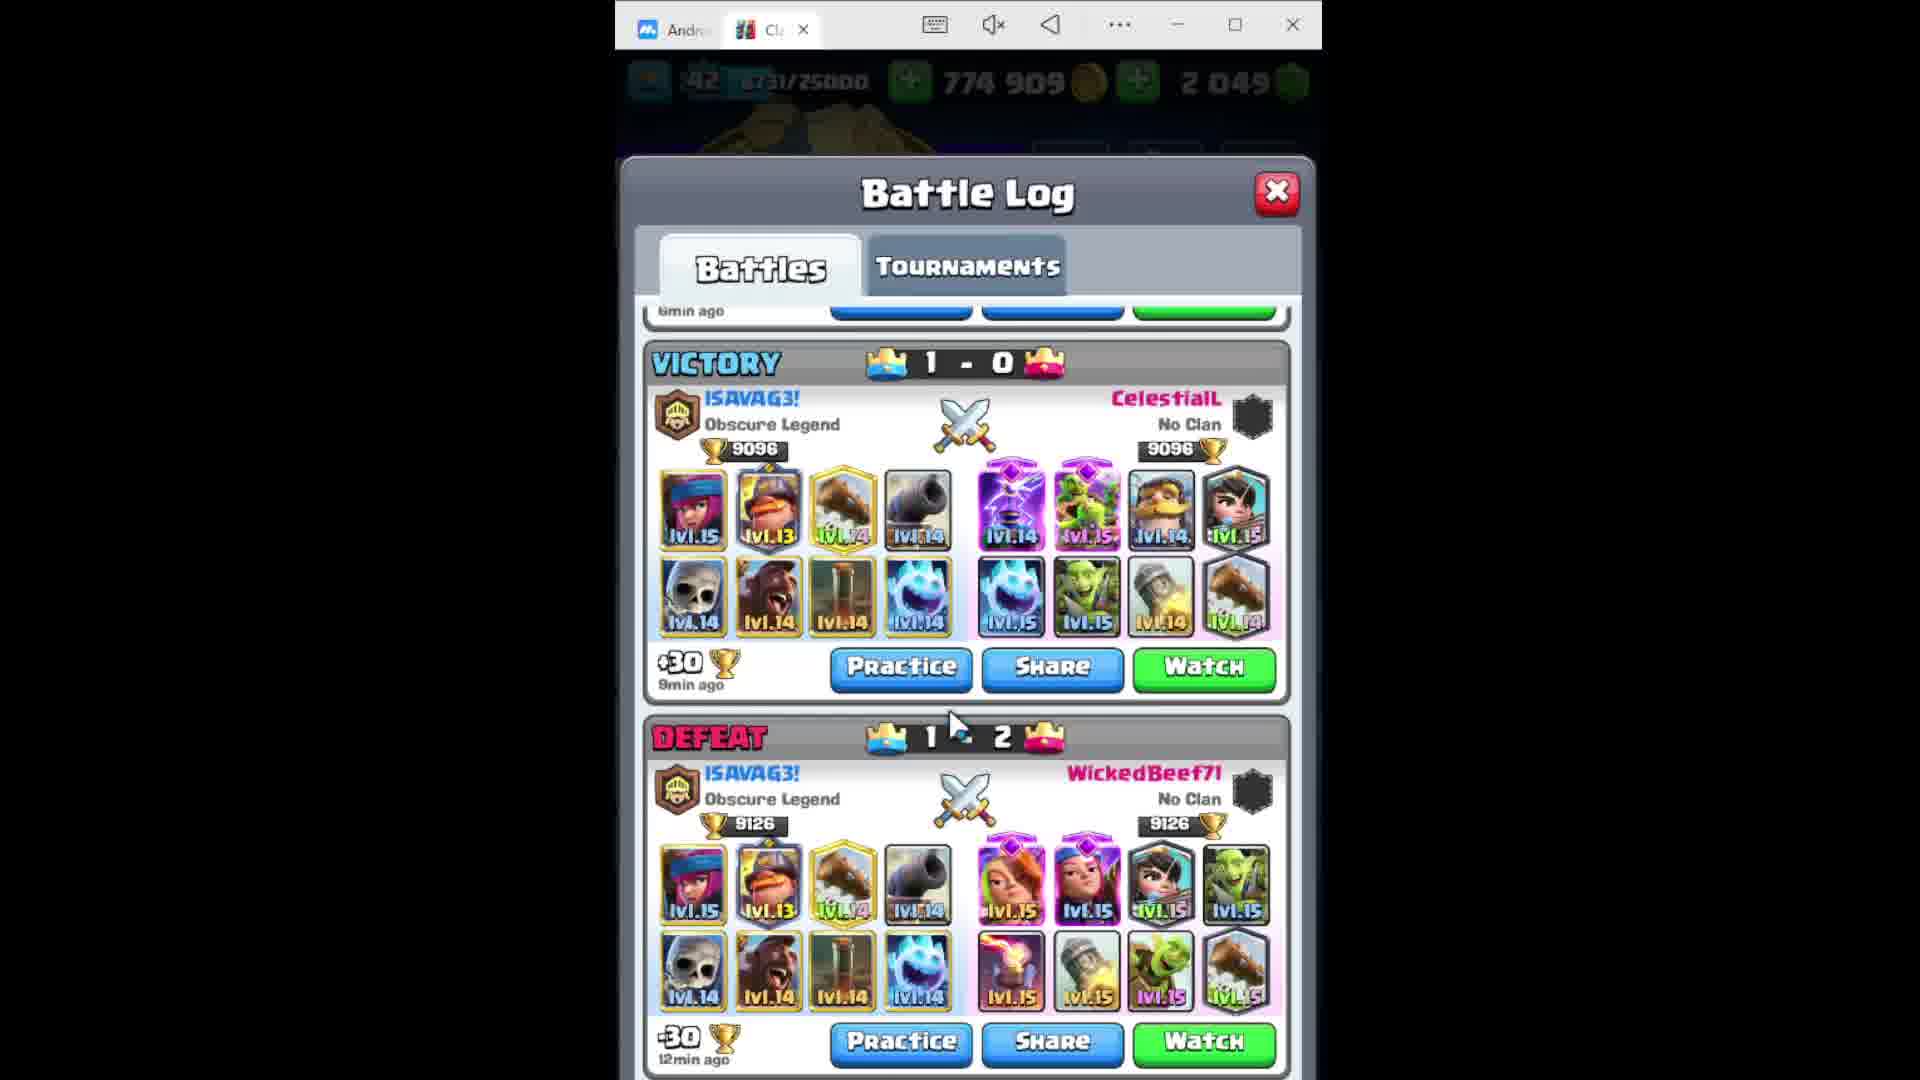 Andro
Cla
42 6731/25000 774 909 2 049
Battle Log
Battles Tournaments
6min ago
VICTORY 1 - 0
ISAVAG3! CelestialL
Obscure Legend No Clan
9096 9096
lvl.15 lvl.13 lvl.14 lvl.14 lvl.14 lvl.15 lvl.14 lvl.15
lvl.14 lvl.14 lvl.14 lvl.14 lvl.15 lvl.15 lvl.14 lvl.14
+30 Practice Share Watch
9min ago
DEFEAT 1 - 2
ISAVAG3! WickedBeef71
Obscure Legend No Clan
9126 9126
lvl.15 lvl.13 lvl.14 lvl.14 lvl.15 lvl.15 lvl.15 lvl.15
lvl.14 lvl.14 lvl.14 lvl.14 lvl.15 lvl.15 lvl.15 lvl.15
-30 Practice Share Watch
12min ago